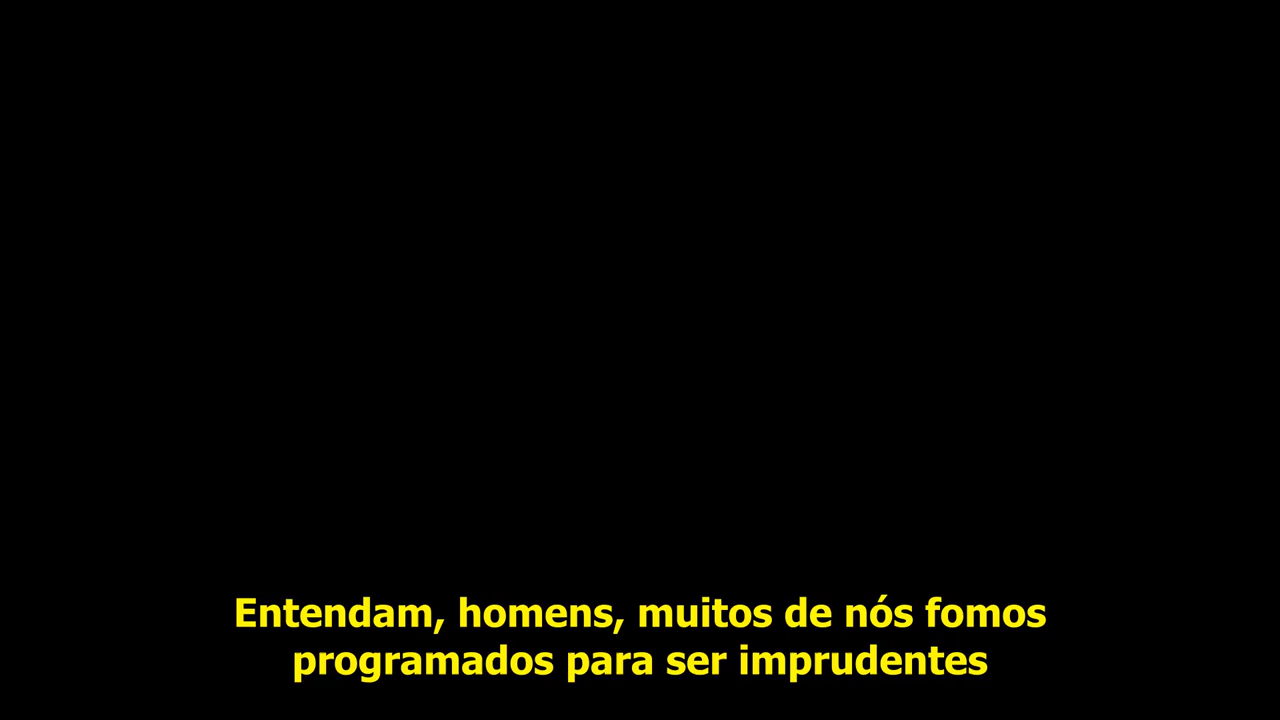 Entendam, homens, muitos de nós fomos
programados para ser imprudentes